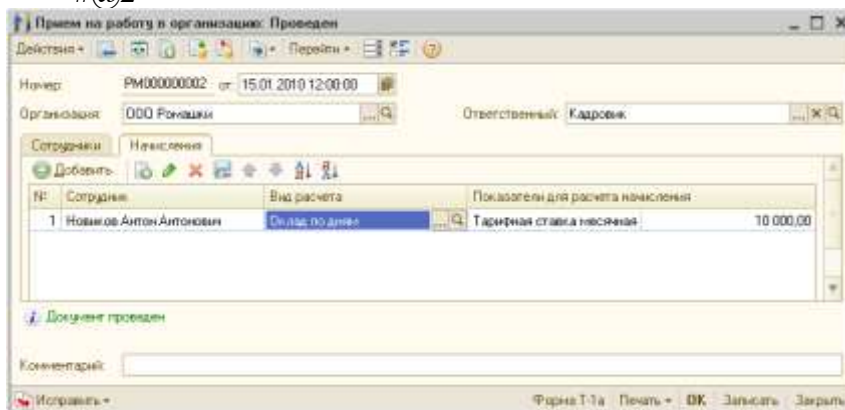 Прием на работу в организацию: Проведен
Действия Перейти
Номер: РМ000000002 от: 15.01.2010 12:00:00
Организация: ООО Ромашки Ответственный: Кадровик
Сотрудники Начисления
Добавить
№ Сотрудник Вид расчета Показатели для расчета начисления
1 Новиков Антон Антонович Оклад по дням Тарифная ставка месячная 10 000,00
Документ проведен
Комментарий:
Исправить Форма Т-1а Печать OK Записать Закрыть